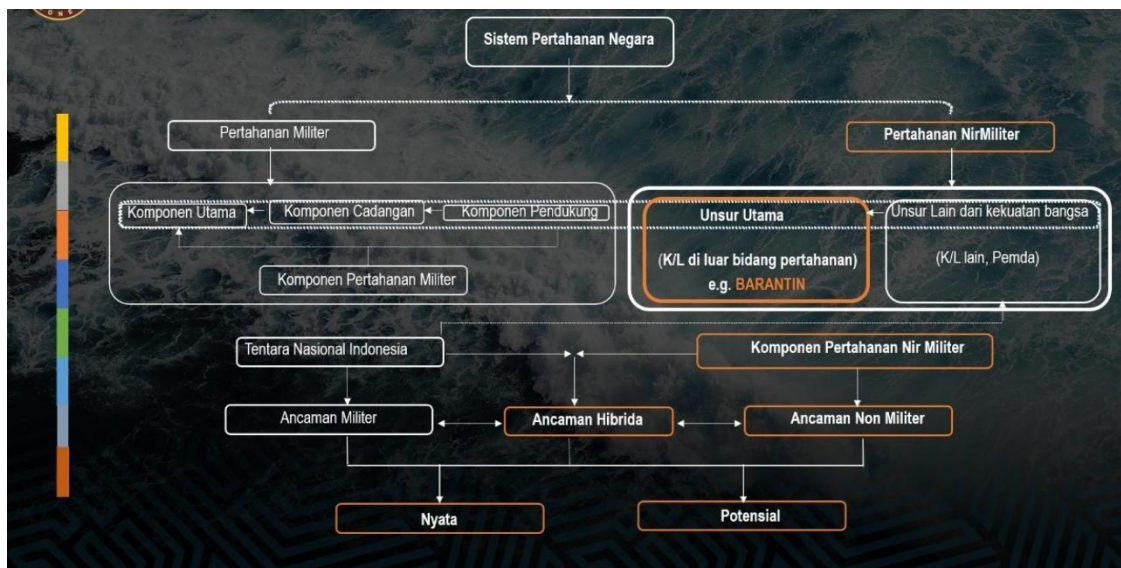 ONE
Sistem Pertahanan Negara
Pertahanan Militer
Pertahanan NirMiliter
Komponen Utama
Komponen Cadangan
Komponen Pendukung
Komponen Pertahanan Militer
Unsur Utama
(K/L di luar bidang pertahanan)
e.g. BARANTIN
Unsur Lain dari kekuatan bangsa
(K/L lain, Pemda)
Tentara Nasional Indonesia
Komponen Pertahanan Nir Militer
Ancaman Militer
Ancaman Hibrida
Ancaman Non Militer
Nyata
Potensial